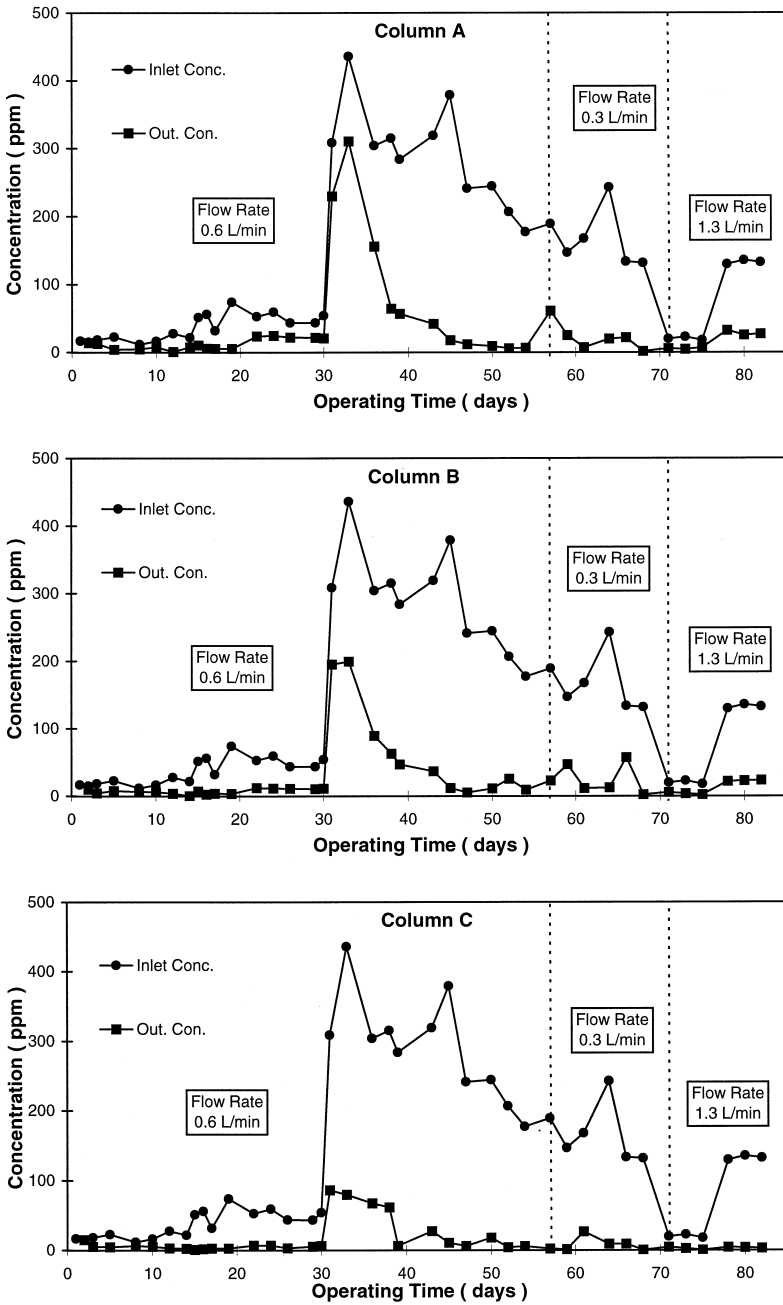 Column A
500
400
300
200
100
0
Concentration ( ppm )
Inlet Conc.
Out. Con.
Flow Rate
0.6 L/min
Flow Rate
0.3 L/min
Flow Rate
1.3 L/min
0 10 20 30 40 50 60 70 80
Operating Time ( days )
Column B
500
400
300
200
100
0
Concentration ( ppm )
Inlet Conc.
Out. Con.
Flow Rate
0.6 L/min
Flow Rate
0.3 L/min
Flow Rate
1.3 L/min
0 10 20 30 40 50 60 70 80
Operating Time ( days )
Column C
500
400
300
200
100
0
Concentration ( ppm )
Inlet Conc.
Out. Con.
Flow Rate
0.6 L/min
Flow Rate
0.3 L/min
Flow Rate
1.3 L/min
0 10 20 30 40 50 60 70 80
Operating Time ( days )